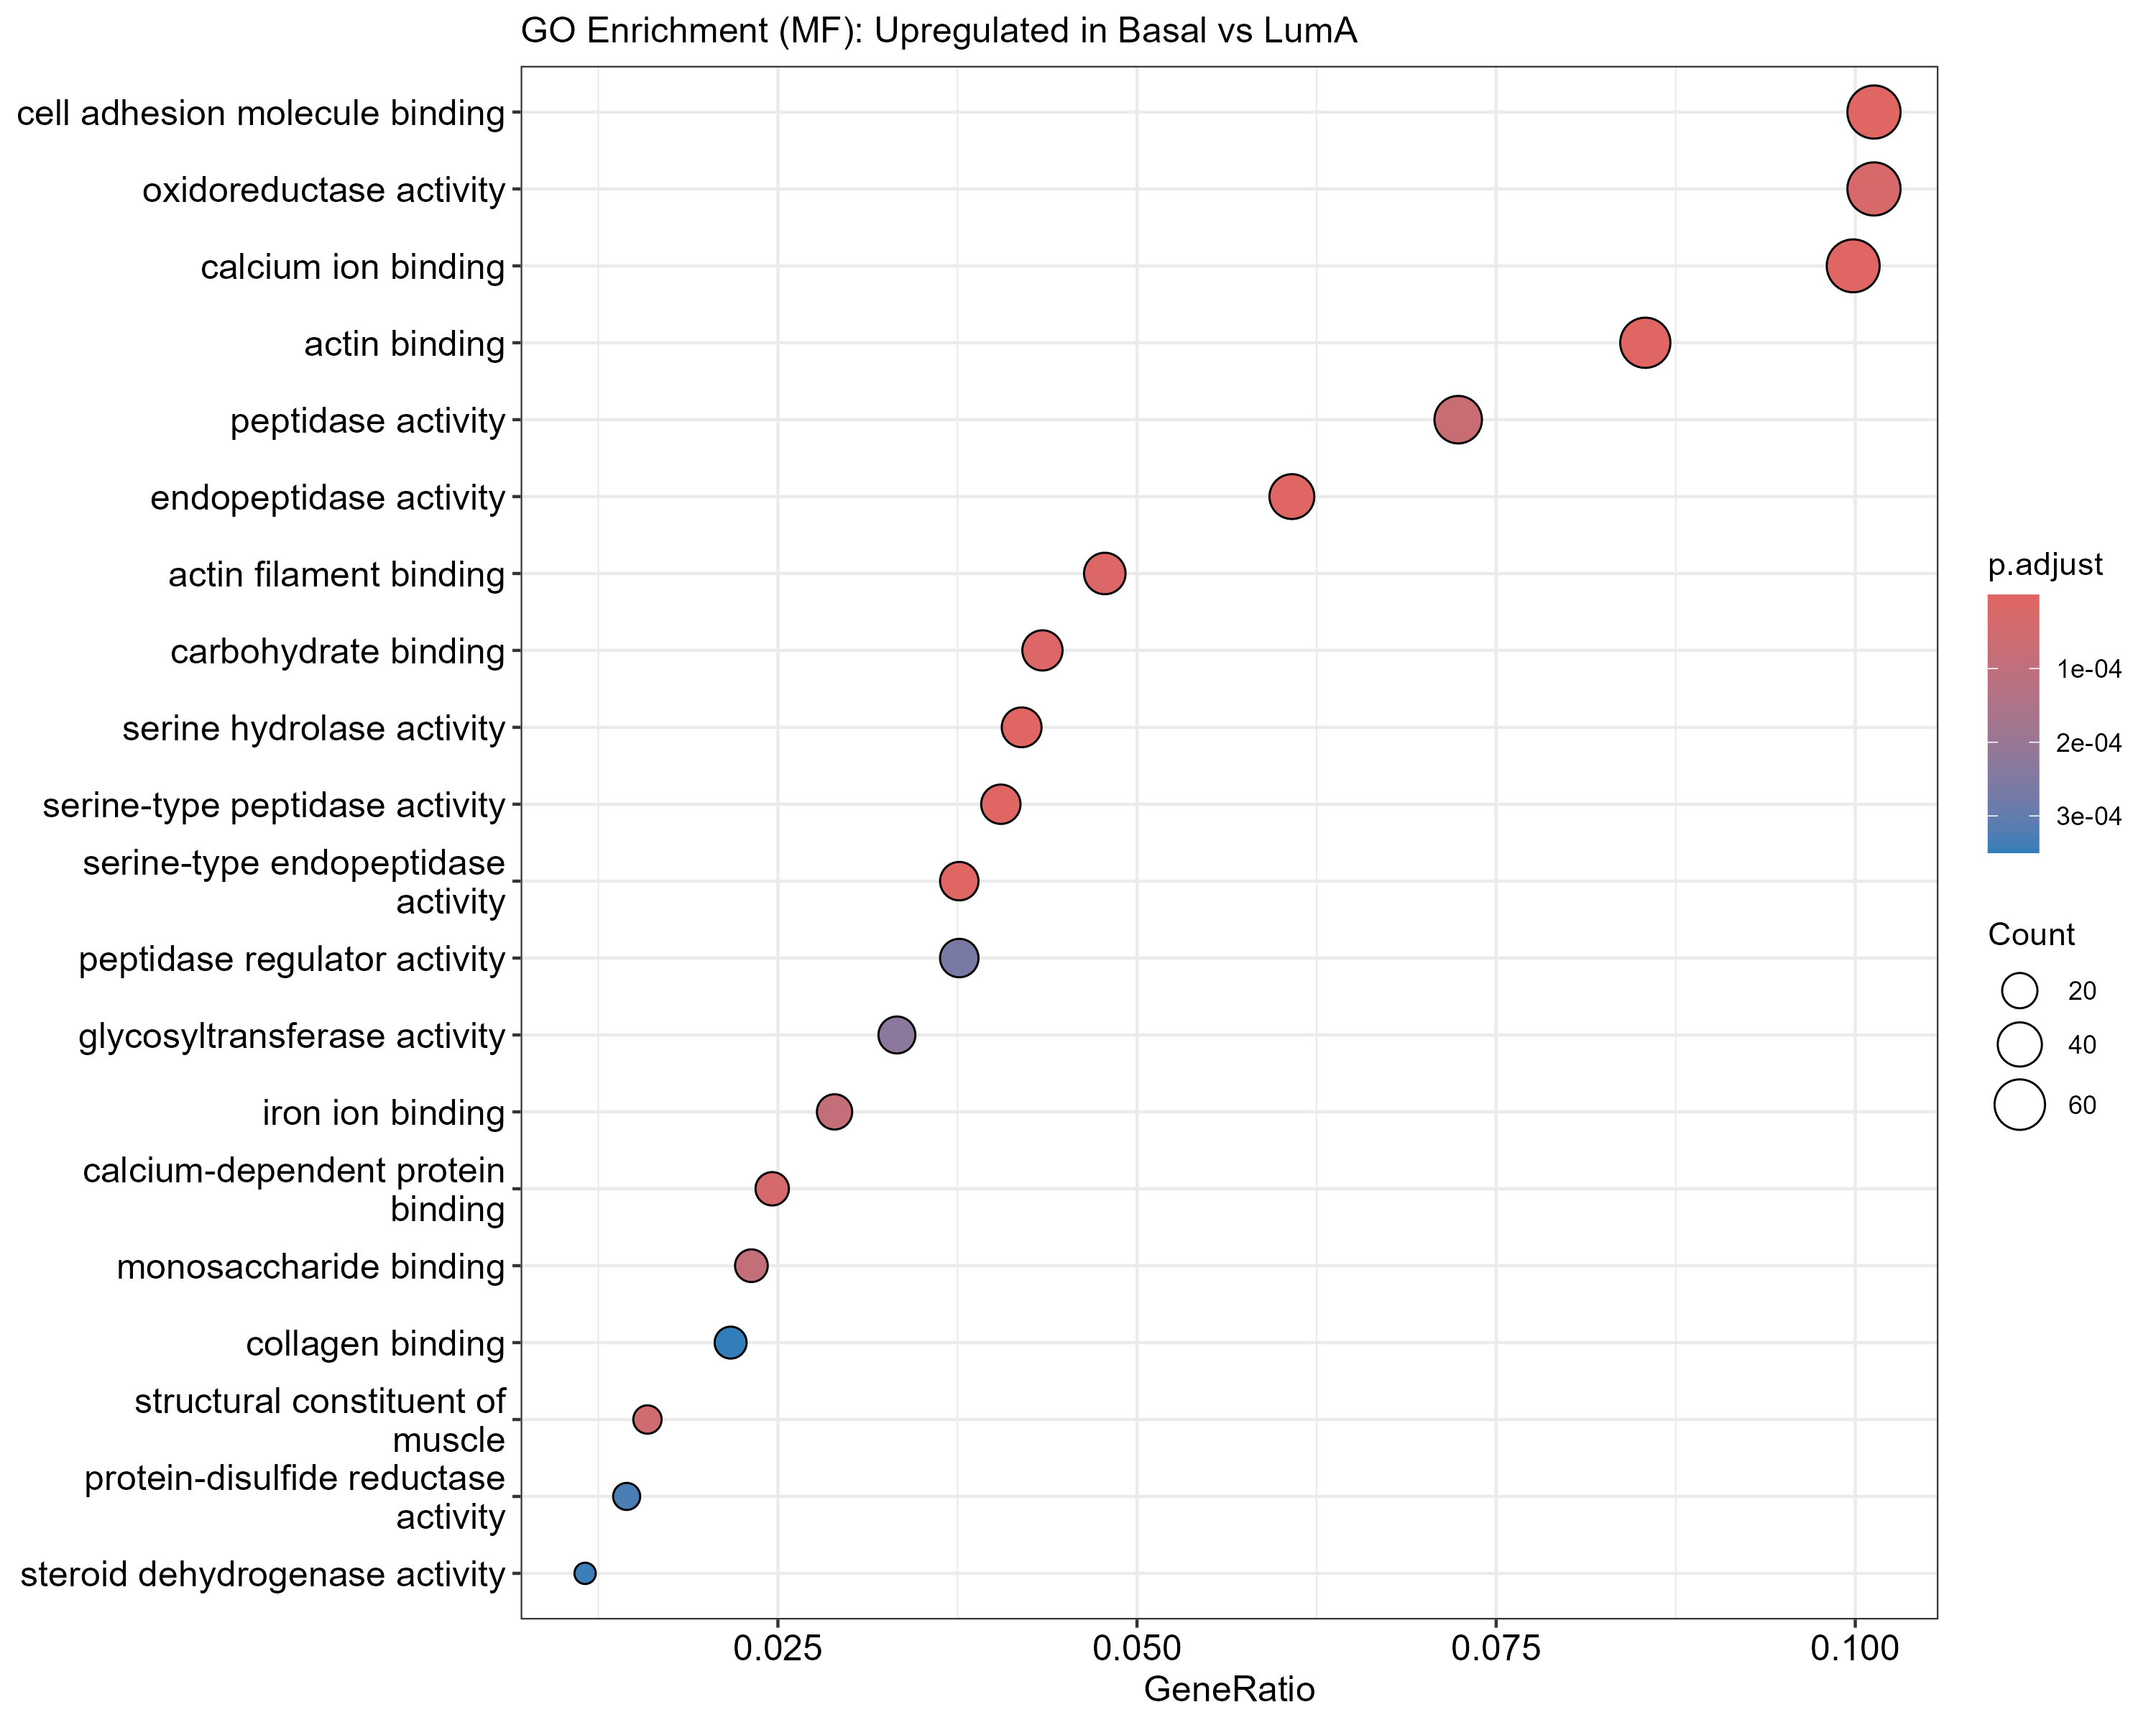 GO Enrichment (MF): Upregulated in Basal vs LumA
cell adhesion molecule binding
oxidoreductase activity
calcium ion binding
actin binding
peptidase activity
endopeptidase activity
actin filament binding
carbohydrate binding
serine hydrolase activity
serine-type peptidase activity
serine-type endopeptidase
activity
peptidase regulator activity
glycosyltransferase activity
iron ion binding
calcium-dependent protein
binding
monosaccharide binding
collagen binding
structural constituent of
muscle
protein-disulfide reductase
activity
steroid dehydrogenase activity
0.025 0.050 0.075 0.100
GeneRatio
p.adjust
1e-04
2e-04
3e-04
Count
20
40
60